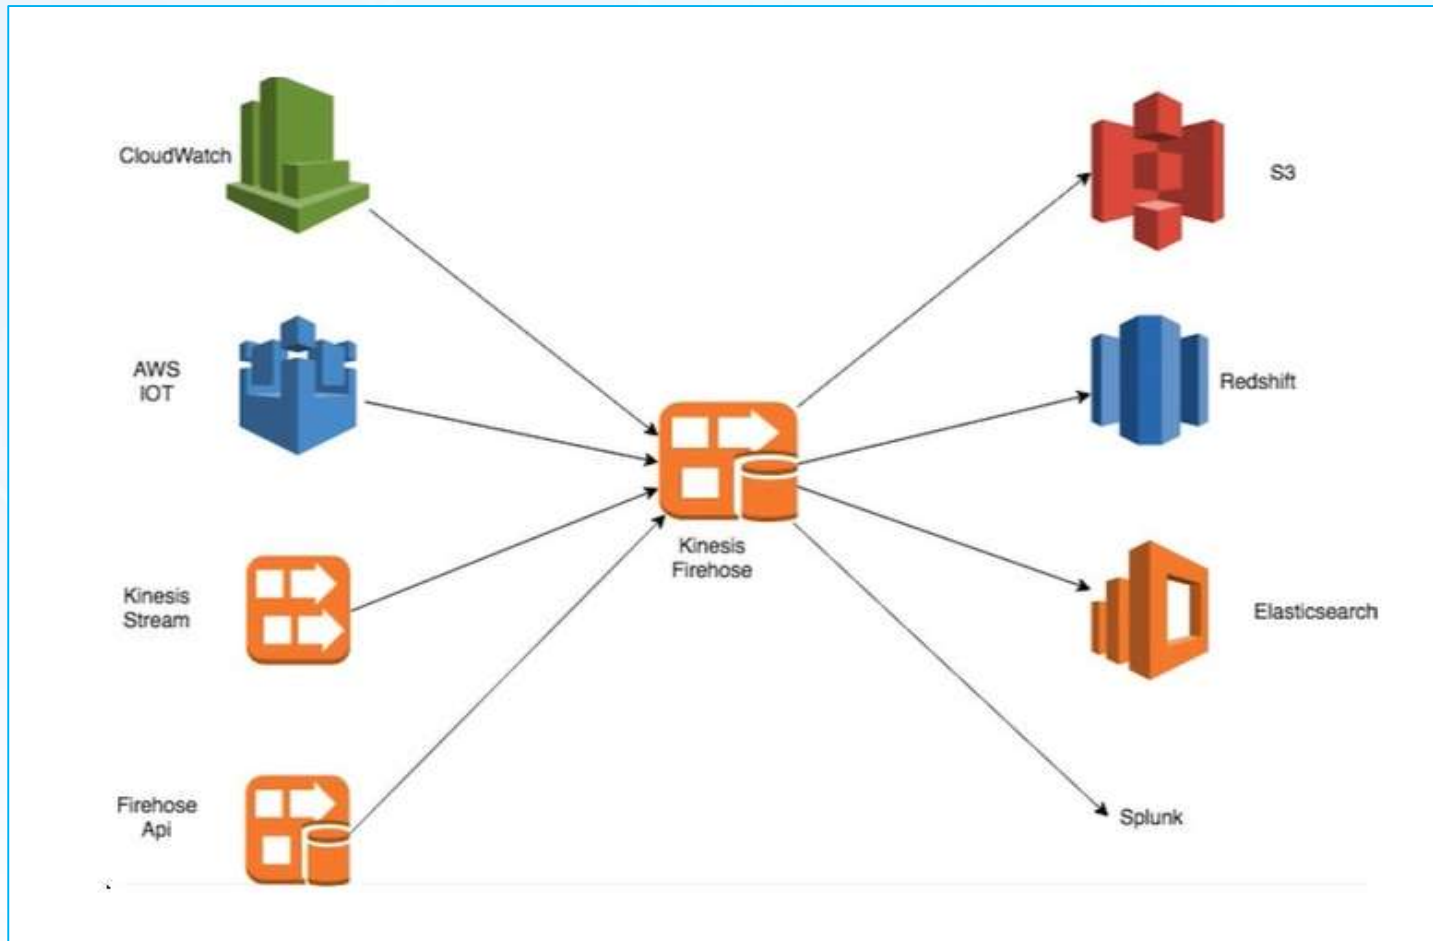 CloudWatch
S3
AWS
IOT
Redshift
Kinesis
Firehose
Kinesis
Stream
Elasticsearch
Firehose
Api
Splunk